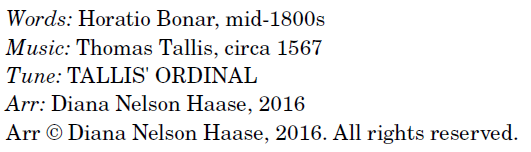 Words: Horatio Bonar, mid-1800s
Music: Thomas Tallis, circa 1567
Tune: TALLIS' ORDINAL
Arr: Diana Nelson Haase, 2016
Arr © Diana Nelson Haase, 2016. All rights reserved.